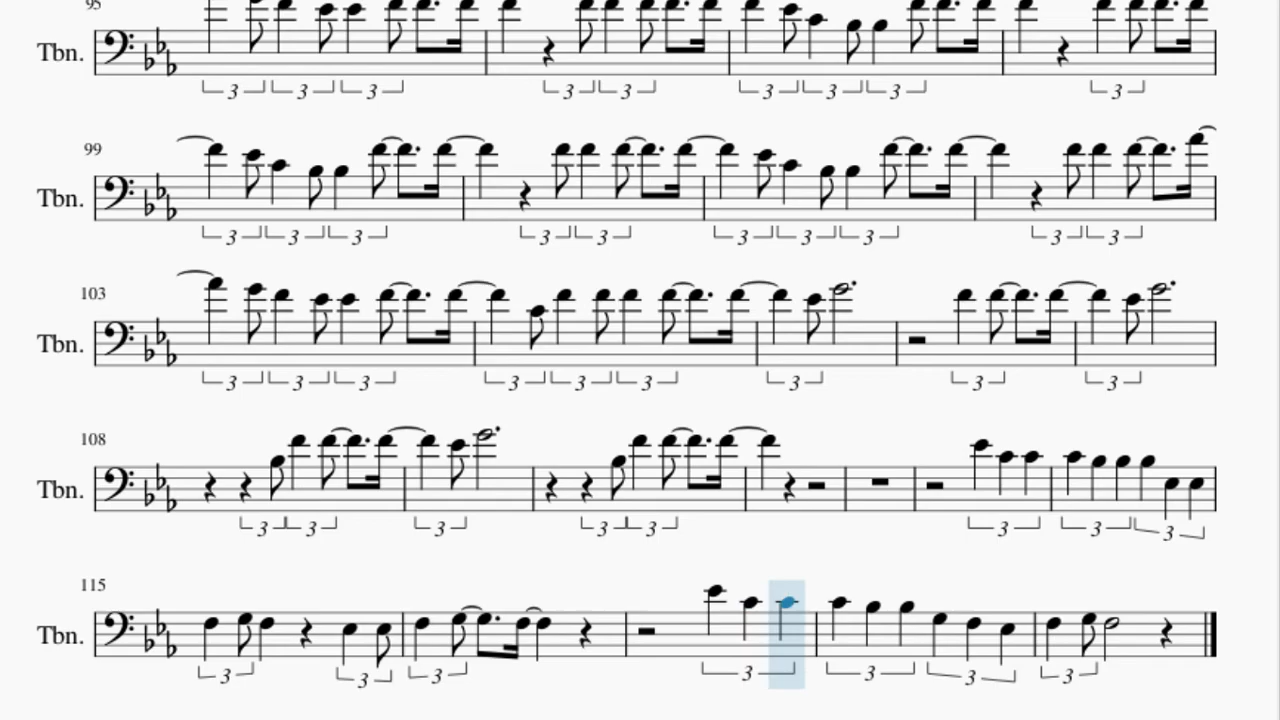 95
Tbn.
3 3 3 3 3 3 3 3 3
99
Tbn.
3 3 3 3 3 3 3 3 3 3
103
Tbn.
3 3 3 3 3 3 3 3 3
108
Tbn.
3 3 3 3 3 3 3 3
115
Tbn.
3 3 3 3 3 3 3